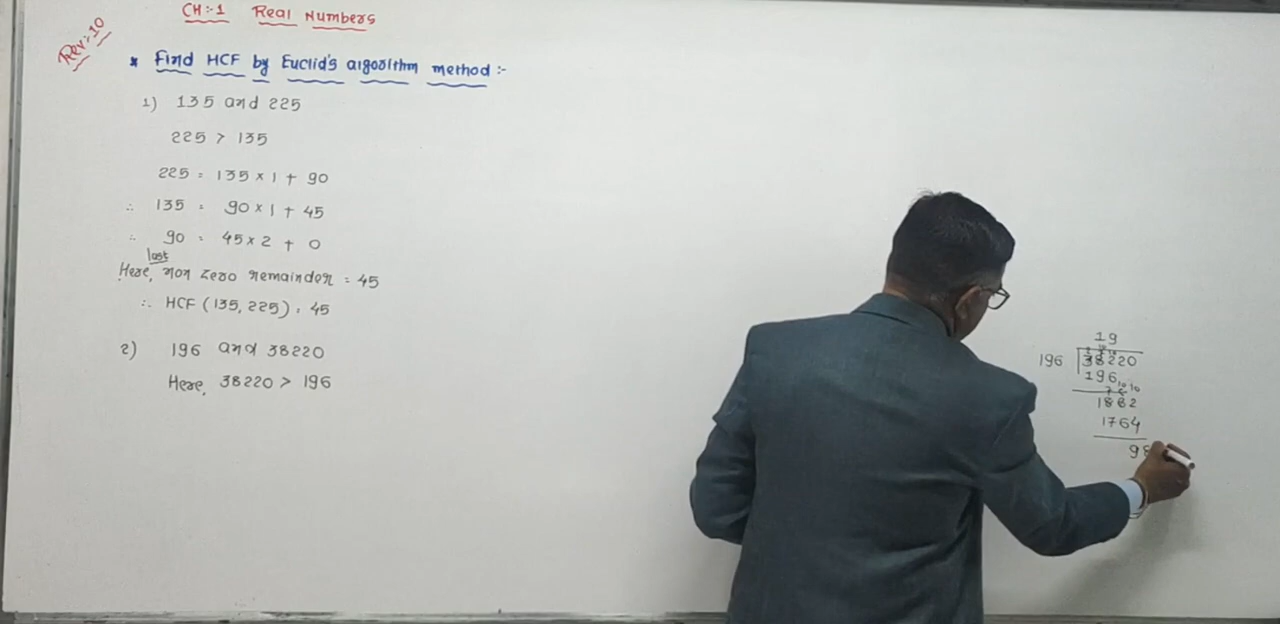 CH:-1 Real Numbers
Rev:-10
* Find HCF by Euclid's algorithm method :-
1) 135 and 225
225 > 135
225 = 135 × 1 + 90
∴ 135 = 90 × 1 + 45
∴ 90 = 45 × 2 + 0
Here, last non zero remainder = 45
∴ HCF (135, 225) = 45
2) 196 and 38220
Here, 38220 > 196
19
196 38220
196
1862
1764
98